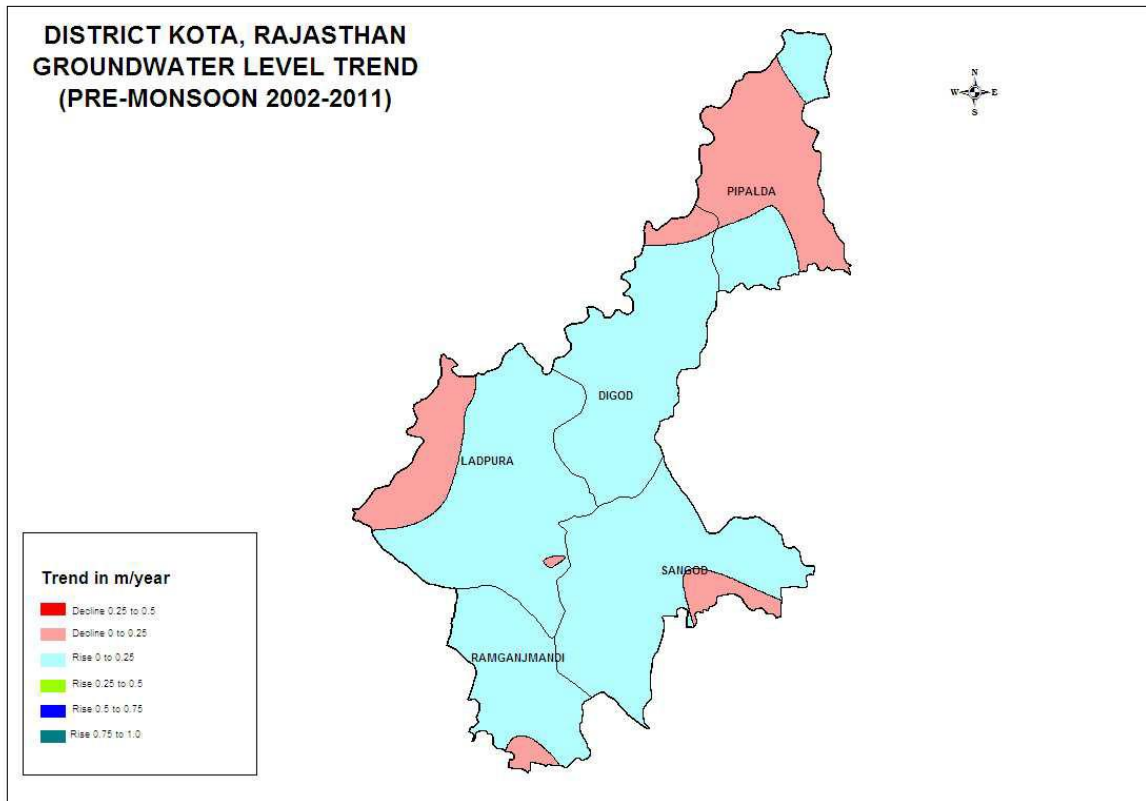 DISTRICT KOTA, RAJASTHAN
GROUNDWATER LEVEL TREND
(PRE-MONSOON 2002-2011)
N
W E
S
PIPALDA
DIGOD
LADPURA
SANGOD
RAMGANJMANDI
Trend in m/year
Decline 0.25 to 0.5
Decline 0 to 0.25
Rise 0 to 0.25
Rise 0.25 to 0.5
Rise 0.5 to 0.75
Rise 0.75 to 1.0